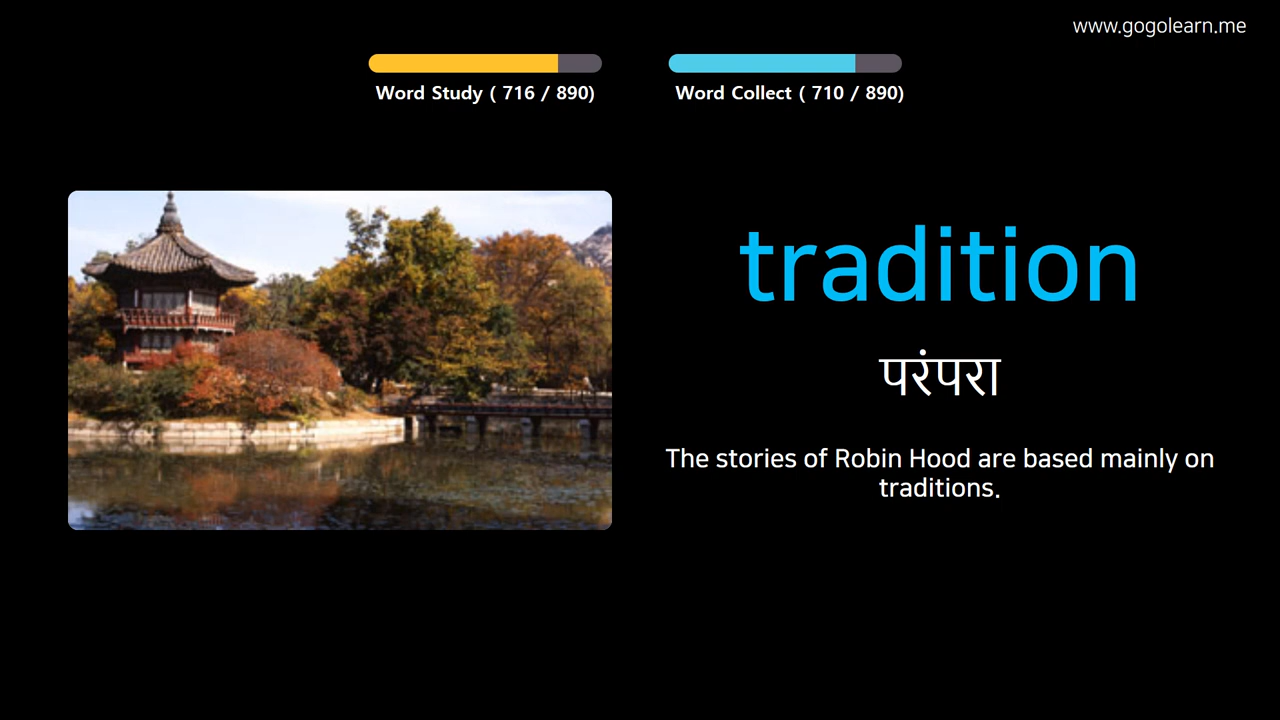 www.gogolearn.me
Word Study ( 716 / 890)
Word Collect ( 710 / 890)
tradition
परंपरा
The stories of Robin Hood are based mainly on
traditions.